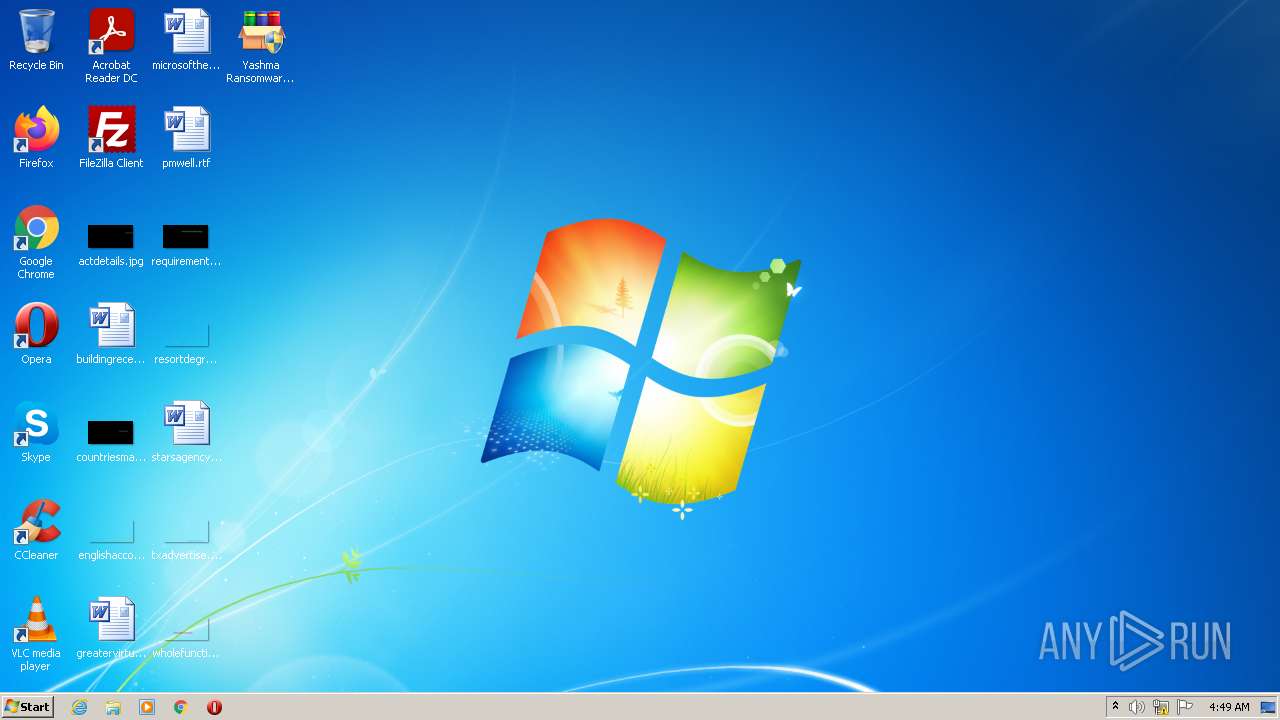 Recycle Bin
Acrobat
Reader DC
microsofthe...
Yashma
Ransomwar...
Firefox
FileZilla Client
pmwell.rtf
Google
Chrome
actdetails.jpg
requirement...
Opera
buildingrece...
resortdegr...
Skype
countriesma...
starsagency...
CCleaner
englishacco...
txadvertise...
VLC media
player
greatervirtu...
wholefuncti...
ANY RUN
Start
4:49 AM